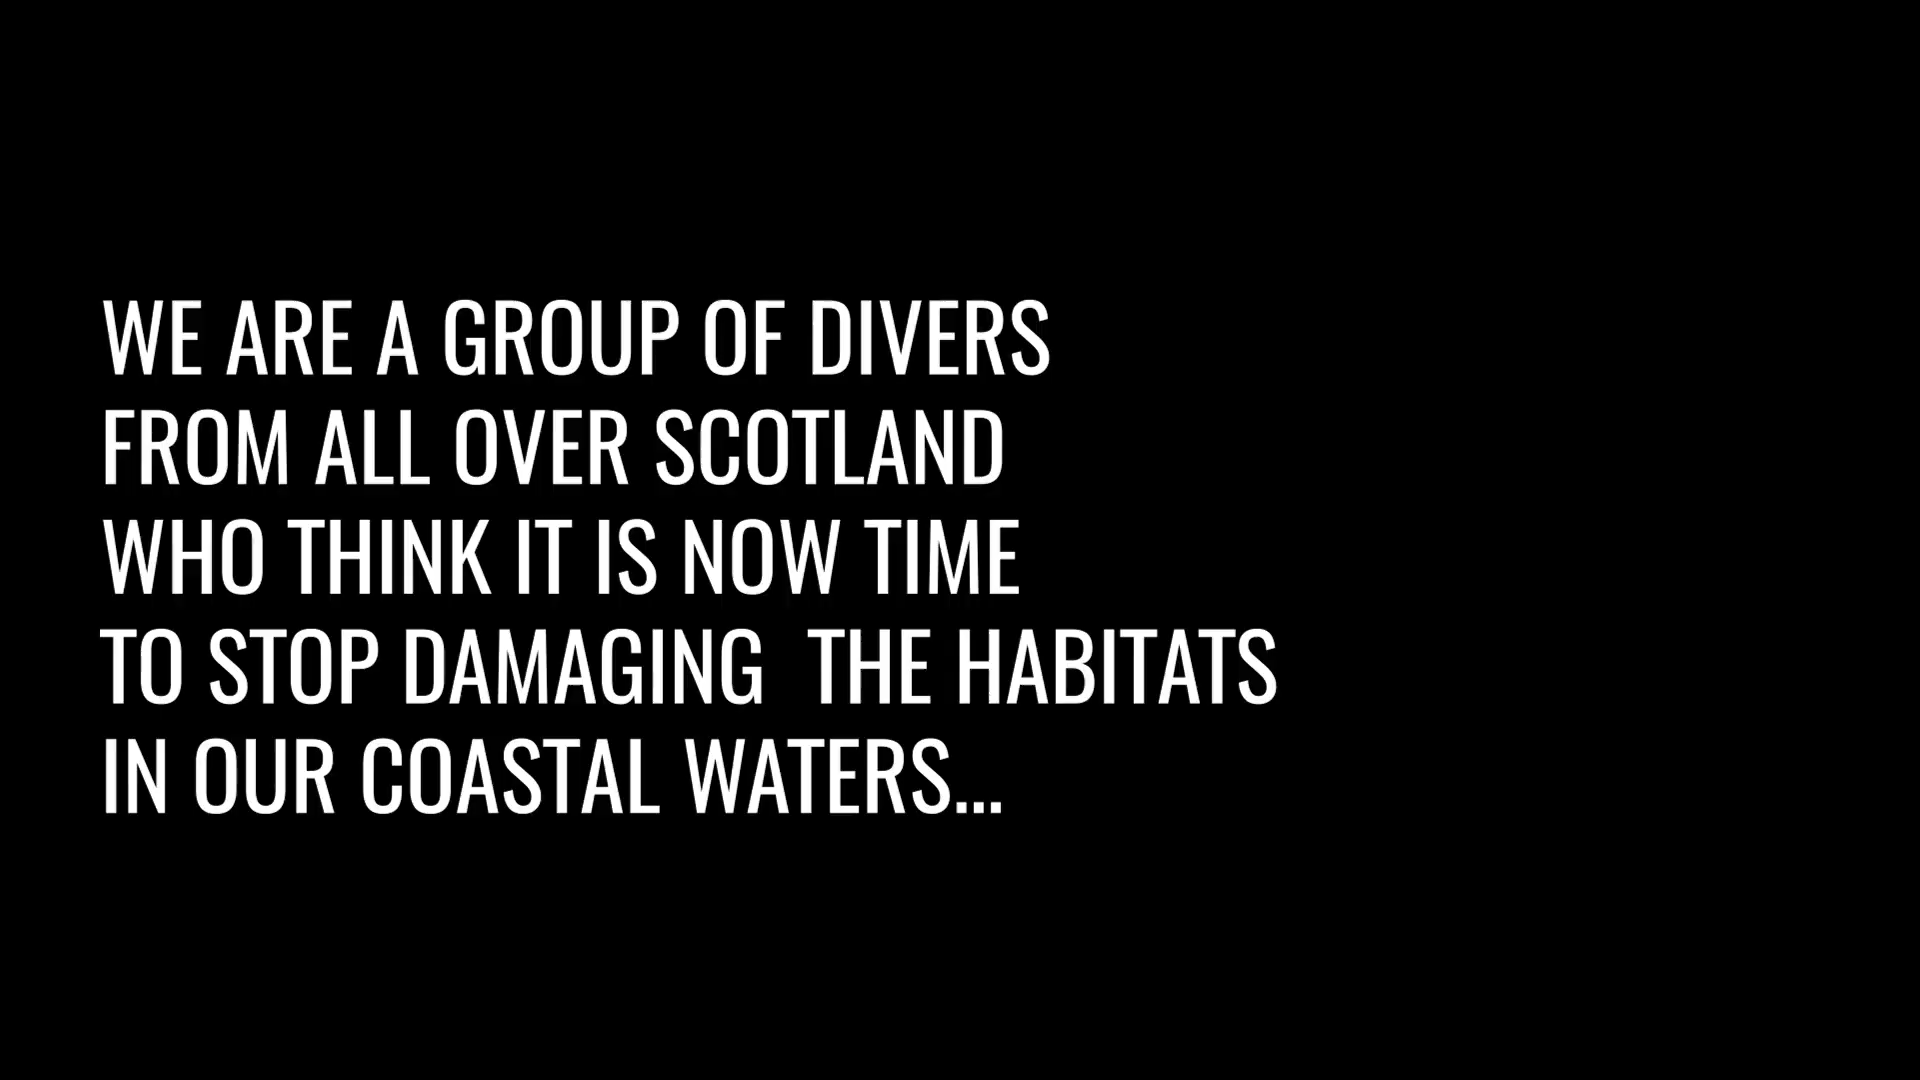 WE ARE A GROUP OF DIVERS
FROM ALL OVER SCOTLAND
WHO THINK IT IS NOW TIME
TO STOP DAMAGING  THE HABITATS
IN OUR COASTAL WATERS...